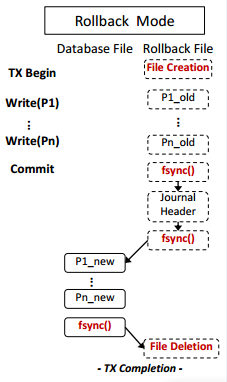 Rollback Mode
Database File Rollback File
TX Begin File Creation
Write(P1) P1_old
⋮ ⋮
Write(Pn) Pn_old
Commit fsync()
Journal
Header
fsync()
P1_new
⋮
Pn_new
fsync()
File Deletion
- TX Completion -